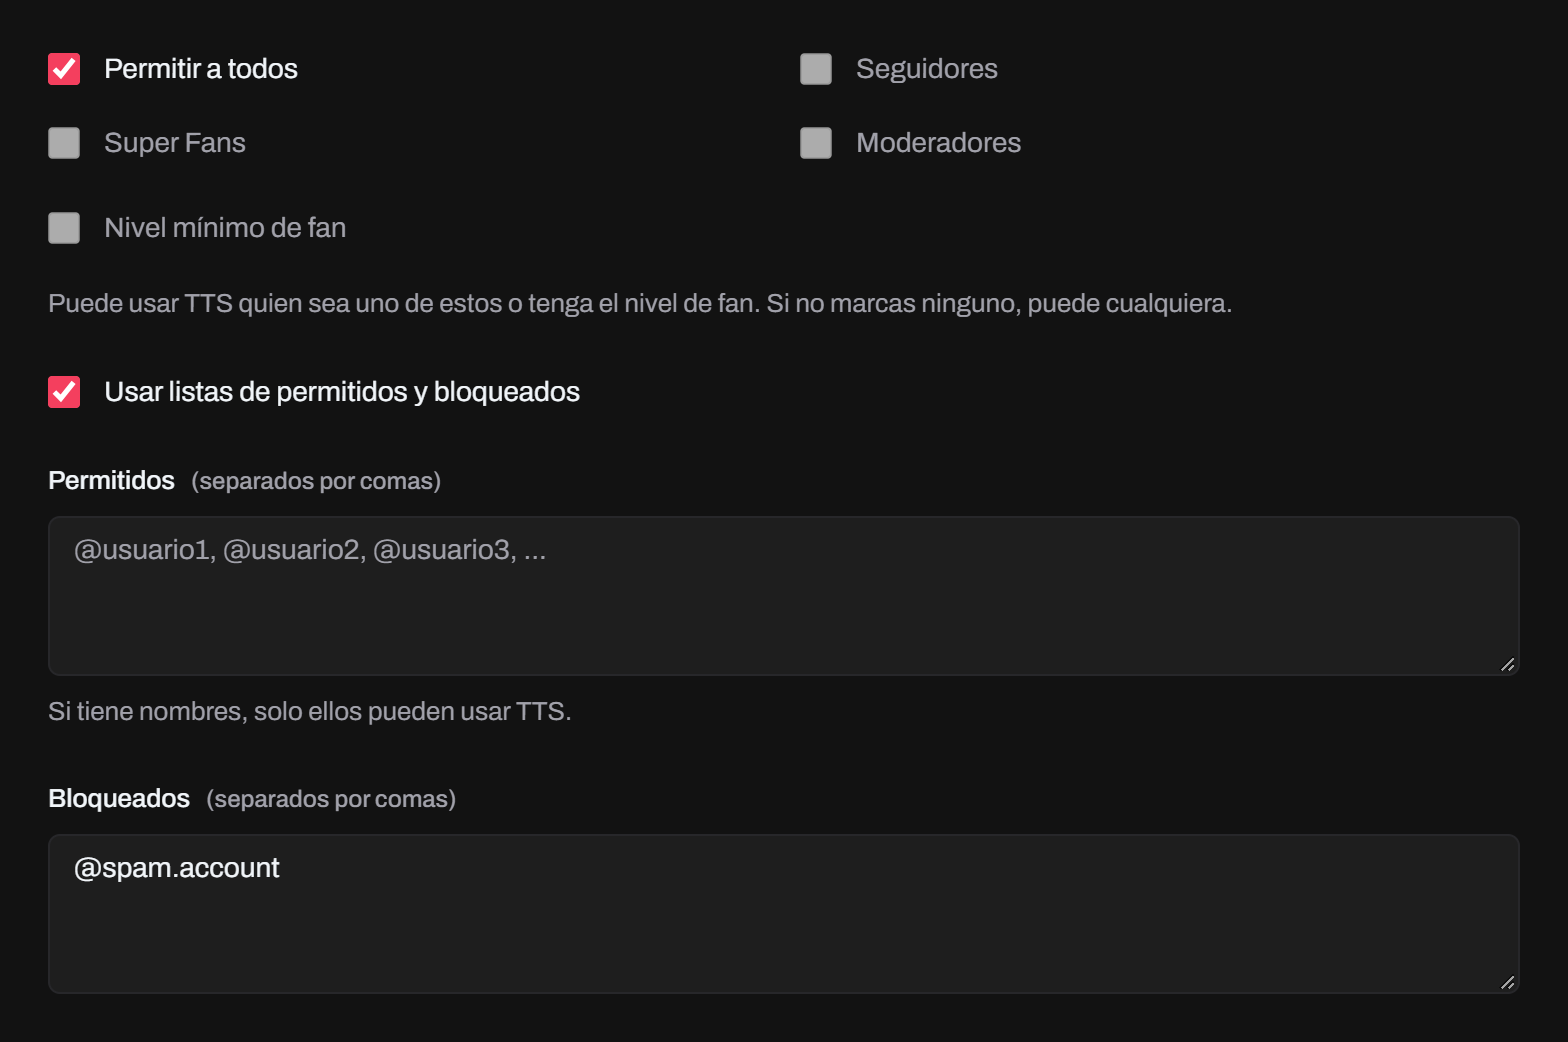 Permitir a todos
Seguidores
Super Fans
Moderadores
Nivel mínimo de fan
Puede usar TTS quien sea uno de estos o tenga el nivel de fan. Si no marcas ninguno, puede cualquiera.
Usar listas de permitidos y bloqueados
Permitidos (separados por comas)
@usuario1, @usuario2, @usuario3, ...
Si tiene nombres, solo ellos pueden usar TTS.
Bloqueados (separados por comas)
@spam.account